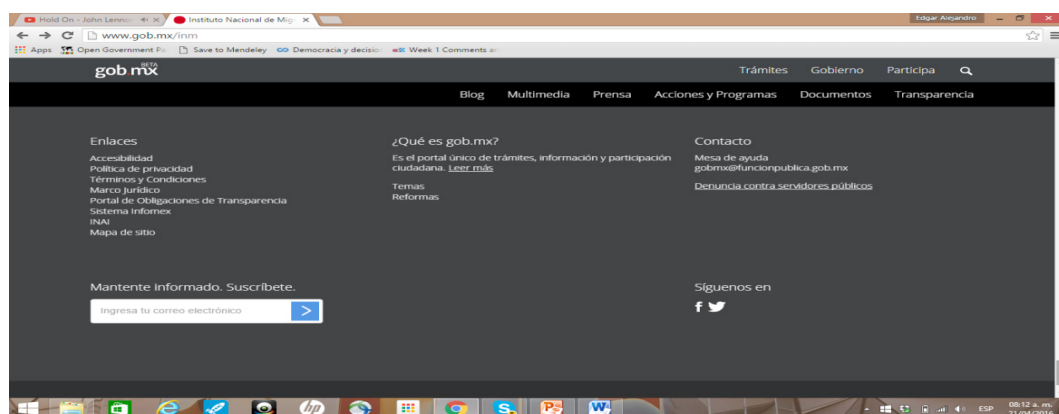 Hold On - John Lennon
Instituto Nacional de Mig
Edgar Alejandro
www.gob.mx/inm
Apps
Open Government Pa
Save to Mendeley
Democracia y decision
Week 1 Comments an
gob.mx
BETA
Trámites
Gobierno
Participa
Blog
Multimedia
Prensa
Acciones y Programas
Documentos
Transparencia
Enlaces
Accesibilidad
Política de privacidad
Términos y Condiciones
Marco Jurídico
Portal de Obligaciones de Transparencia
Sistema Infomex
INAI
Mapa de sitio
¿Qué es gob.mx?
Es el portal único de trámites, información y participación
ciudadana. Leer más
Temas
Reformas
Contacto
Mesa de ayuda
gobmx@funcionpublica.gob.mx
Denuncia contra servidores públicos
Mantente informado. Suscríbete.
Ingresa tu correo electrónico
Síguenos en
ESP
08:12 a. m.